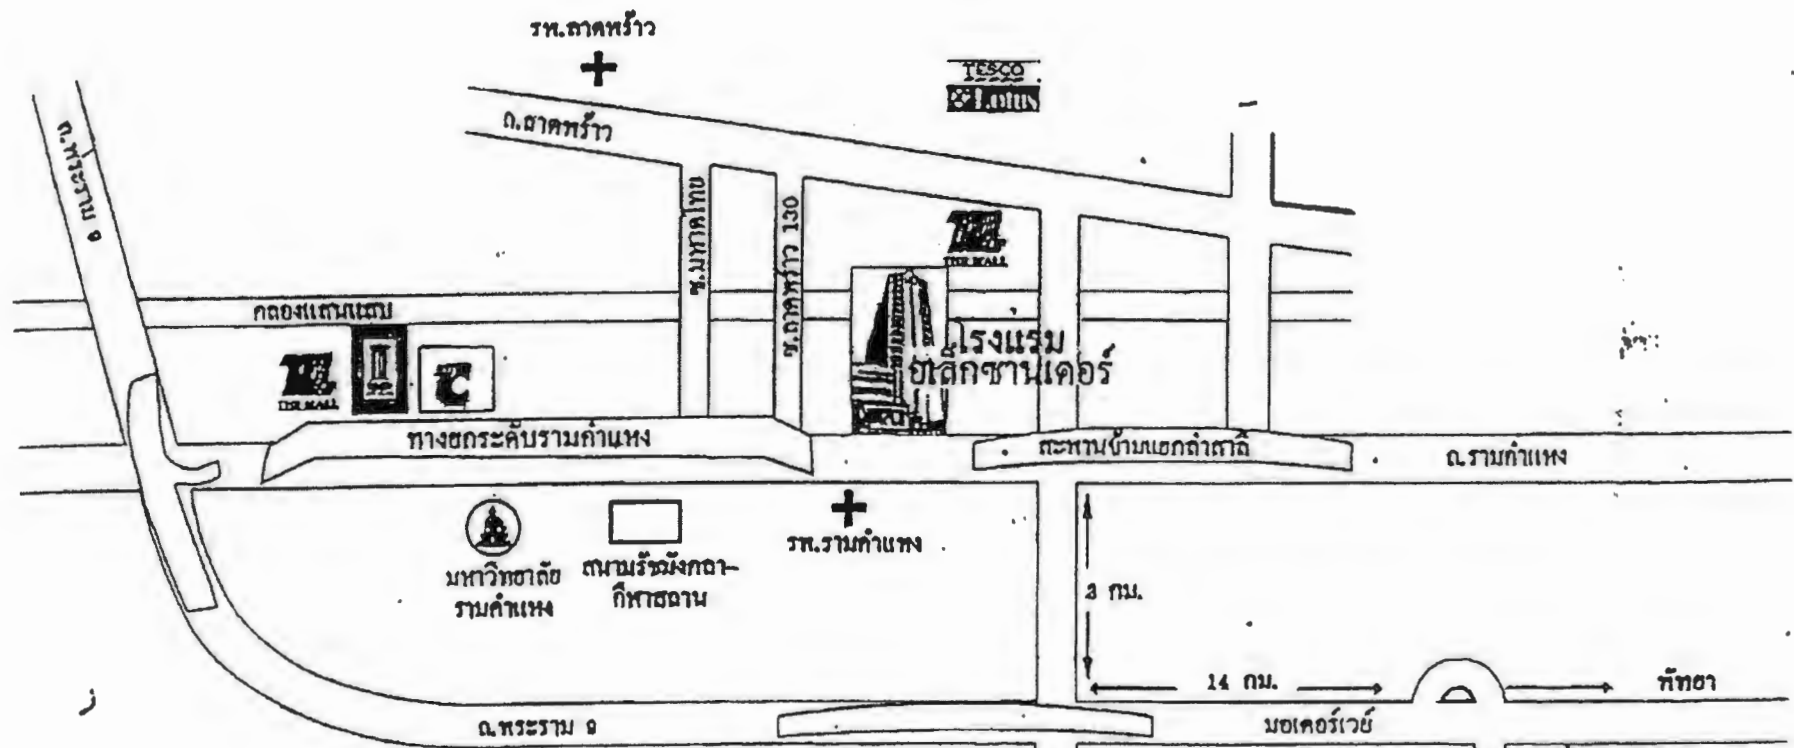 รพ.ลาดพร้าว
TESCO
Lotus
ถ.ลาดพร้าว
ถ.พระราม 9
ซ.มหาดไทย
ซ.ลาดพร้าว 130
THE MALL
คลองแสนแสบ
โรงแรม
อเล็กซานเดอร์
THE MALL
ทางยกระดับรามคำแหง
สะพานข้ามแยกลำสาลี
ถ.รามคำแหง
รพ.รามคำแหง
มหาวิทยาลัย
รามคำแหง
สนามรัชมังคลา-
กีฬาสถาน
3 กม.
14 กม.
พัทยา
ถ.พระราม 9
มอเตอร์เวย์